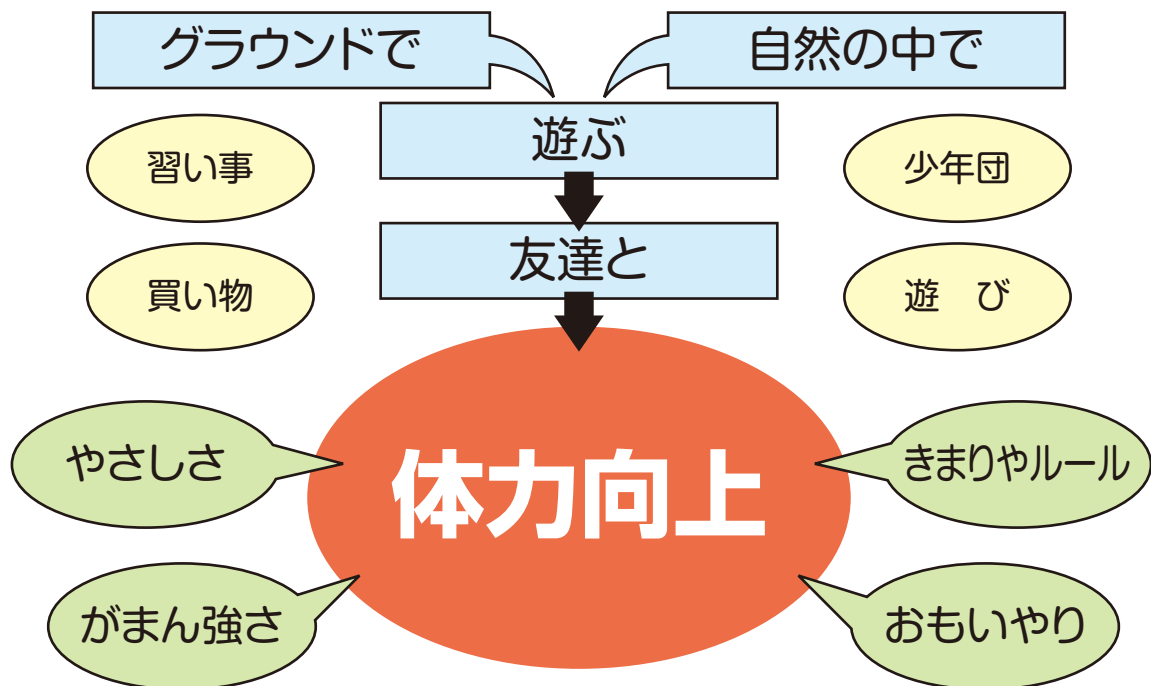 グラウンドで
自然の中で
遊ぶ
習い事
少年団
友達と
買い物
遊　び
体力向上
やさしさ
きまりやルール
がまん強さ
おもいやり